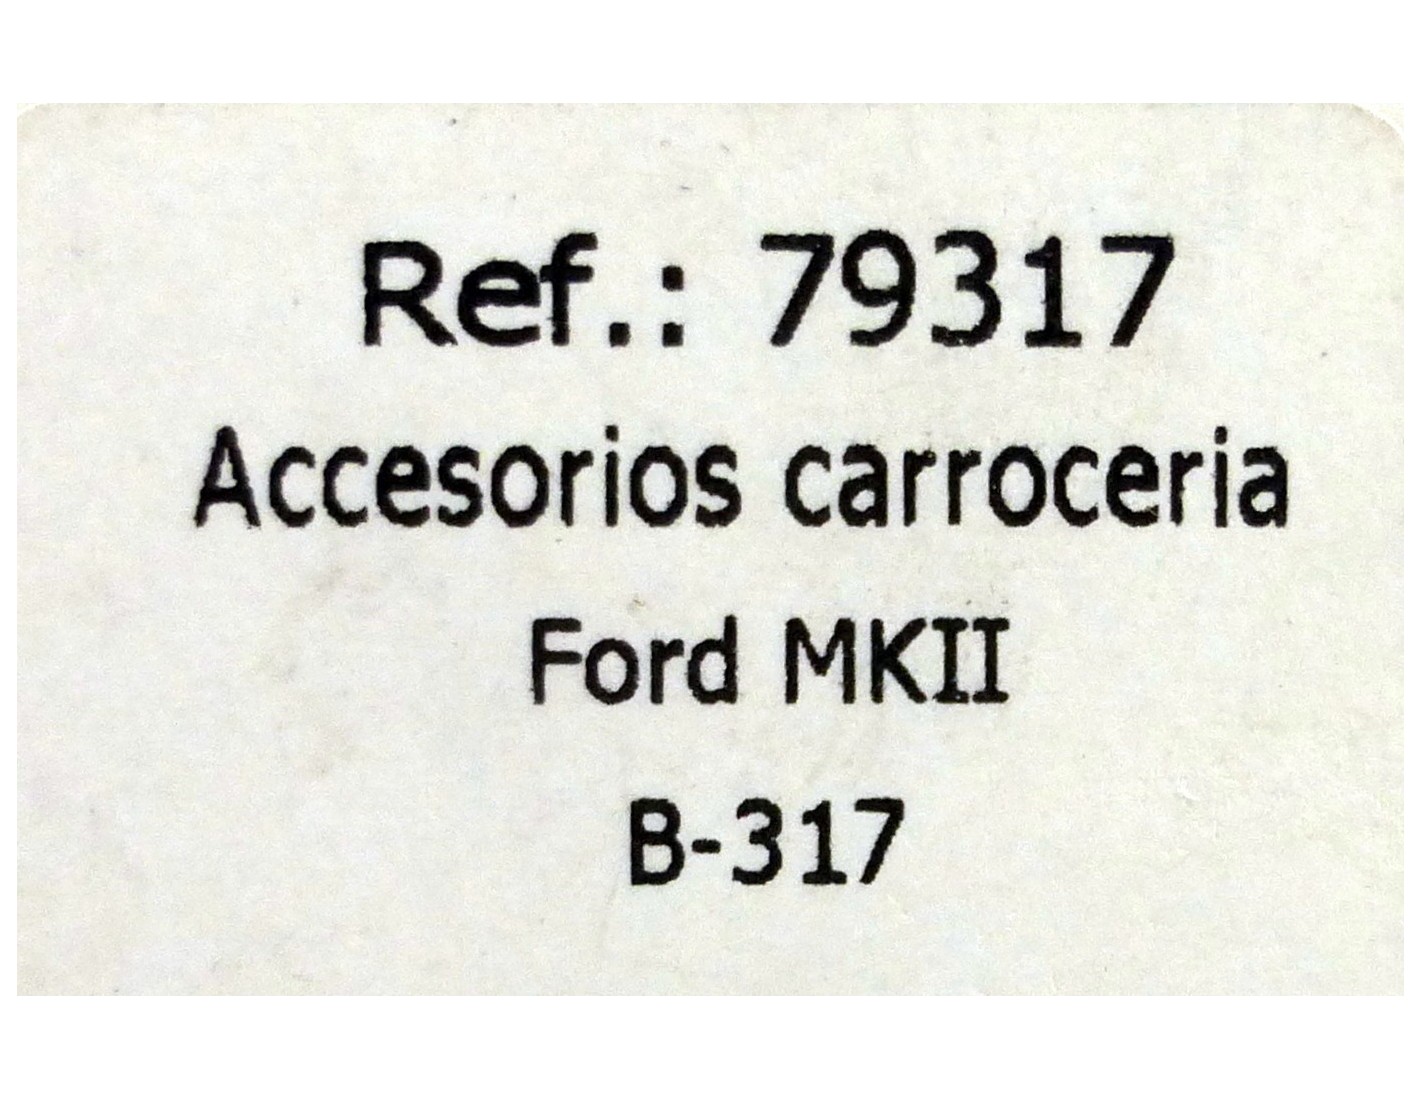 Ref.: 79317
Accesorios carroceria
Ford MKII
B-317